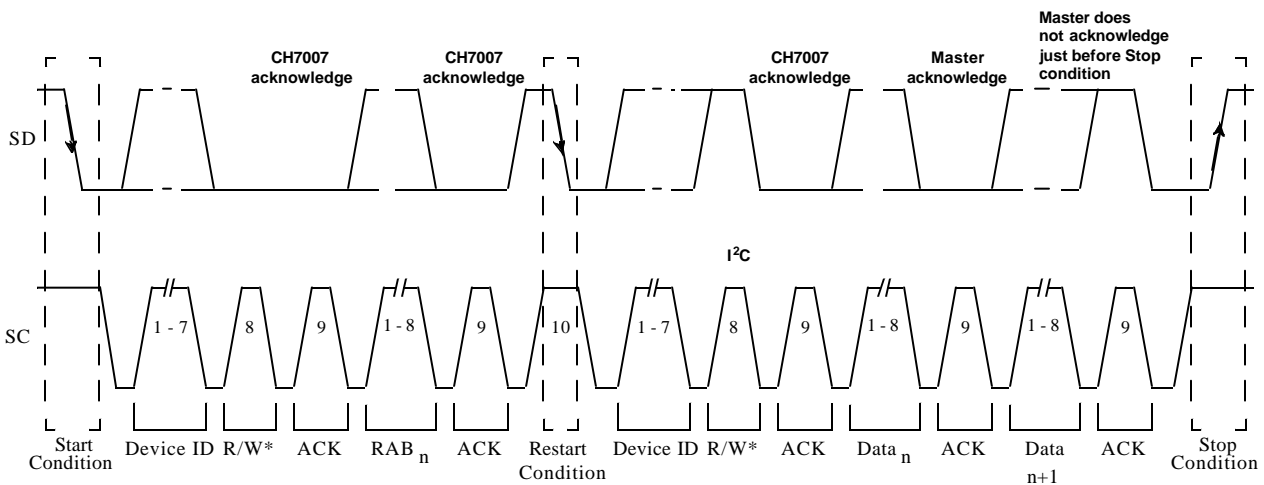 CH7007
acknowledge
CH7007
acknowledge
CH7007
acknowledge
Master
acknowledge
Master does
not acknowledge
just before Stop
condition
SD
I²C
SC
1 - 7
8
9
1 - 8
9
10
1 - 7
8
9
1 - 8
9
1 - 8
9
Start
Condition
Device ID
R/W*
ACK
RAB n
ACK
Restart
Condition
Device ID
R/W*
ACK
Data n
ACK
Data
n+1
ACK
Stop
Condition